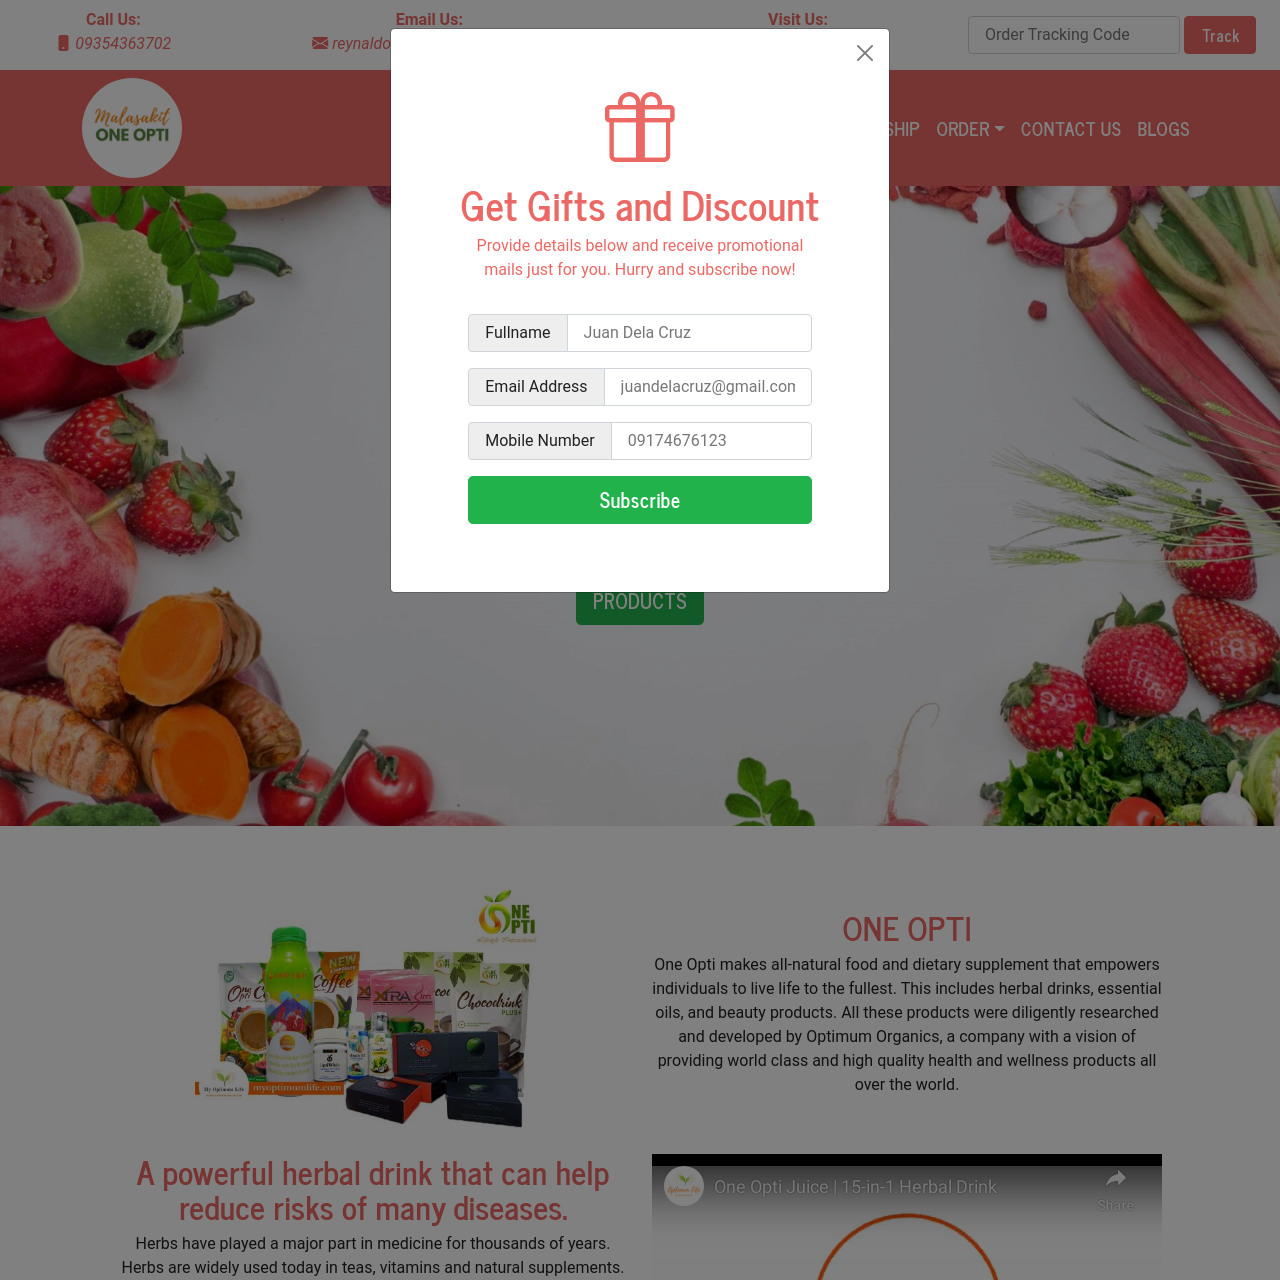 Call Us:
09354363702
Email Us:
reynaldo
Visit Us:
Order Tracking Code
Track
Malasakit
ONE OPTI
SHIP
ORDER
CONTACT US
BLOGS
Get Gifts and Discount
Provide details below and receive promotional
mails just for you. Hurry and subscribe now!
Fullname
Juan Dela Cruz
Email Address
juandelacruz@gmail.con
Mobile Number
09174676123
Subscribe
PRODUCTS
ONE
OPTI
NEW
One Opti
Coffee
XTRA
Chocodrink
PLUS+
My Optimum Life
myoptimumlife.com
ONE OPTI
One Opti makes all-natural food and dietary supplement that empowers
individuals to live life to the fullest. This includes herbal drinks, essential
oils, and beauty products. All these products were diligently researched
and developed by Optimum Organics, a company with a vision of
providing world class and high quality health and wellness products all
over the world.
A powerful herbal drink that can help
reduce risks of many diseases.
Herbs have played a major part in medicine for thousands of years.
Herbs are widely used today in teas, vitamins and natural supplements.
One Opti Juice | 15-in-1 Herbal Drink
Share